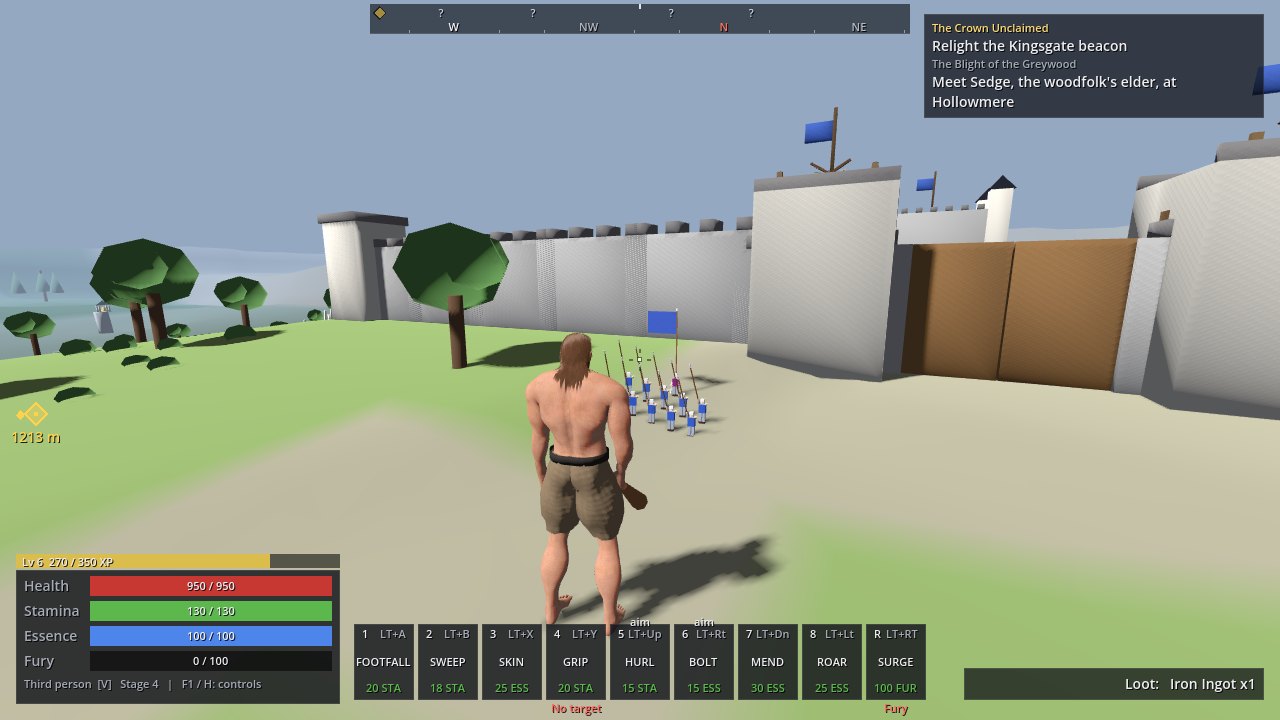 ? ? ? ?
W NW N NE
The Crown Unclaimed
Relight the Kingsgate beacon
The Blight of the Greywood
Meet Sedge, the woodfolk's elder, at
Hollowmere
1213 m
Lv 6 270 / 350 XP
Health 950 / 950
Stamina 130 / 130
Essence 100 / 100
Fury 0 / 100
Third person [V] Stage 4 | F1 / H: controls
aim aim
1 LT+A 2 LT+B 3 LT+X 4 LT+Y 5 LT+Up 6 LT+Rt 7 LT+Dn 8 LT+Lt R LT+RT
FOOTFALL SWEEP SKIN GRIP HURL BOLT MEND ROAR SURGE
20 STA 18 STA 25 ESS 20 STA 15 STA 15 ESS 30 ESS 25 ESS 100 FUR
No target Fury
Loot: Iron Ingot x1